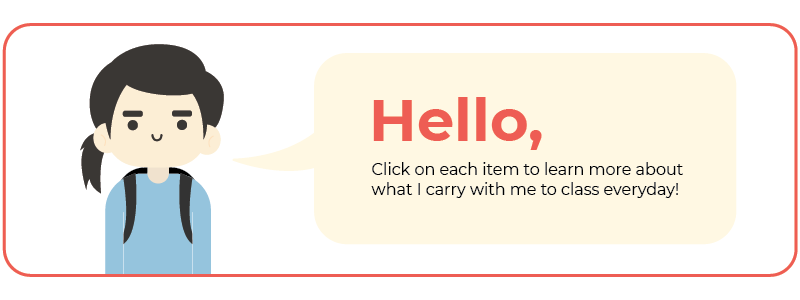 Hello,
Click on each item to learn more about
what I carry with me to class everyday!